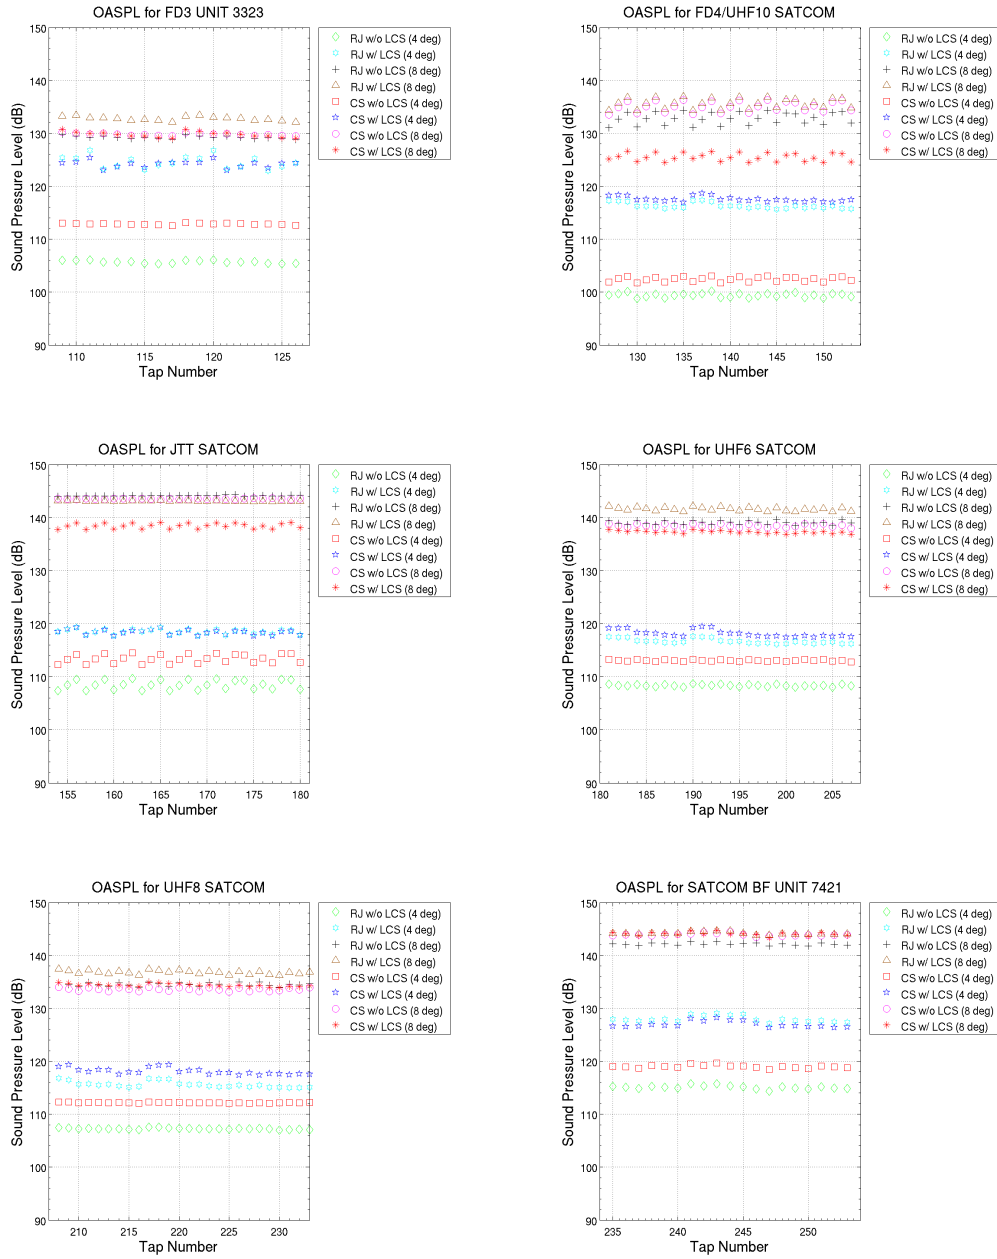 OASPL for FD3 UNIT 3323
150
140
130
120
110
100
90
110
115
120
125
Sound Pressure Level (dB)
Tap Number
RJ w/o LCS (4 deg)
RJ w/ LCS (4 deg)
RJ w/o LCS (8 deg)
RJ w/ LCS (8 deg)
CS w/o LCS (4 deg)
CS w/ LCS (4 deg)
CS w/o LCS (8 deg)
CS w/ LCS (8 deg)
OASPL for FD4/UHF10 SATCOM
150
140
130
120
110
100
90
130
135
140
145
150
Sound Pressure Level (dB)
Tap Number
RJ w/o LCS (4 deg)
RJ w/ LCS (4 deg)
RJ w/o LCS (8 deg)
RJ w/ LCS (8 deg)
CS w/o LCS (4 deg)
CS w/ LCS (4 deg)
CS w/o LCS (8 deg)
CS w/ LCS (8 deg)
OASPL for JTT SATCOM
150
140
130
120
110
100
90
155
160
165
170
175
180
Sound Pressure Level (dB)
Tap Number
RJ w/o LCS (4 deg)
RJ w/ LCS (4 deg)
RJ w/o LCS (8 deg)
RJ w/ LCS (8 deg)
CS w/o LCS (4 deg)
CS w/ LCS (4 deg)
CS w/o LCS (8 deg)
CS w/ LCS (8 deg)
OASPL for UHF6 SATCOM
150
140
130
120
110
100
90
180
185
190
195
200
205
Sound Pressure Level (dB)
Tap Number
RJ w/o LCS (4 deg)
RJ w/ LCS (4 deg)
RJ w/o LCS (8 deg)
RJ w/ LCS (8 deg)
CS w/o LCS (4 deg)
CS w/ LCS (4 deg)
CS w/o LCS (8 deg)
CS w/ LCS (8 deg)
OASPL for UHF8 SATCOM
150
140
130
120
110
100
90
210
215
220
225
230
Sound Pressure Level (dB)
Tap Number
RJ w/o LCS (4 deg)
RJ w/ LCS (4 deg)
RJ w/o LCS (8 deg)
RJ w/ LCS (8 deg)
CS w/o LCS (4 deg)
CS w/ LCS (4 deg)
CS w/o LCS (8 deg)
CS w/ LCS (8 deg)
OASPL for SATCOM BF UNIT 7421
150
140
130
120
110
100
90
235
240
245
250
Sound Pressure Level (dB)
Tap Number
RJ w/o LCS (4 deg)
RJ w/ LCS (4 deg)
RJ w/o LCS (8 deg)
RJ w/ LCS (8 deg)
CS w/o LCS (4 deg)
CS w/ LCS (4 deg)
CS w/o LCS (8 deg)
CS w/ LCS (8 deg)